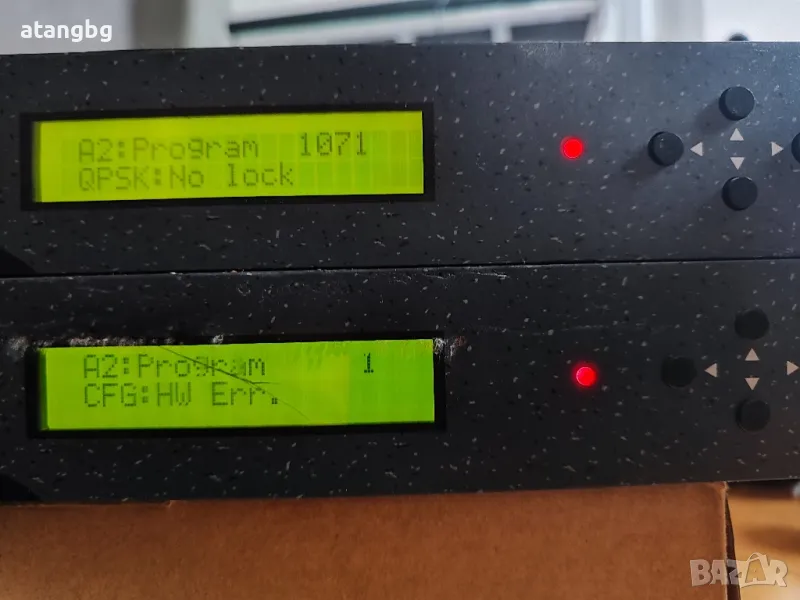 atangbg
A2:Program 1071
QPSK:No lock
A2:Program 1
CFG:HW Err.
BAZAR